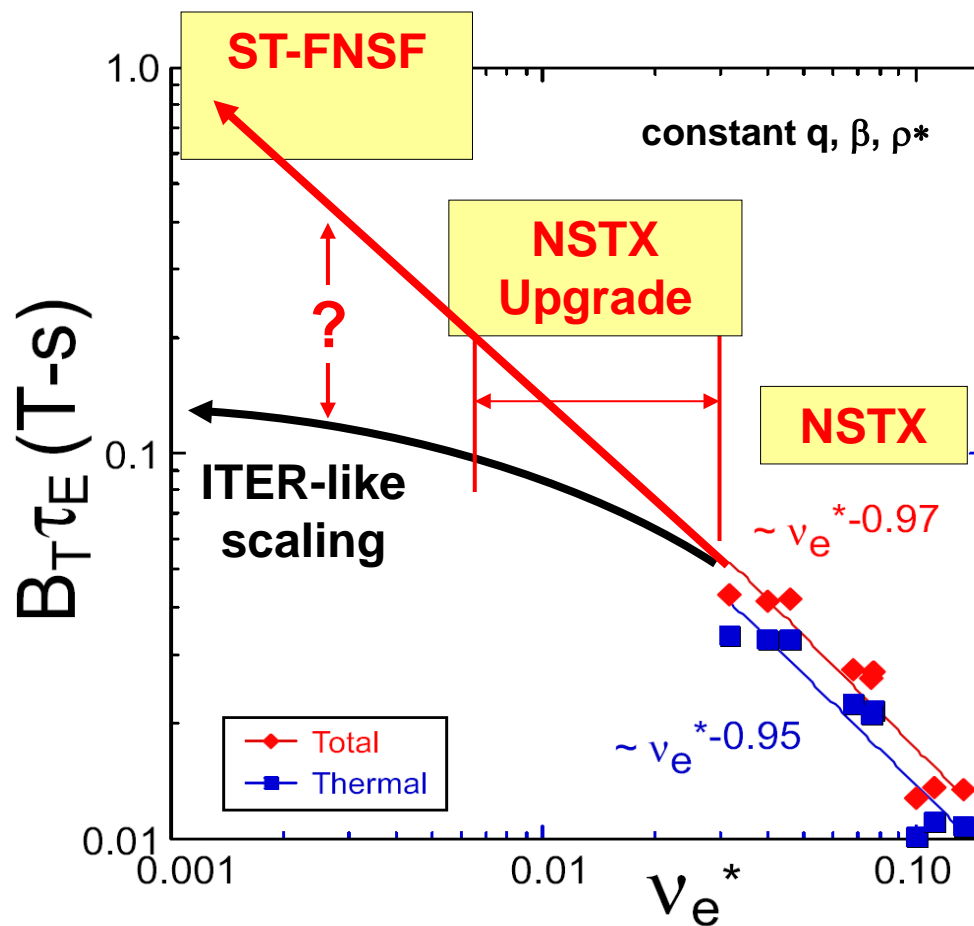 ST-FNSF
1.0
constant q, β, ρ*
NSTX
Upgrade
?
NSTX
0.1
ITER-like
scaling
~ νe*-0.97
~ νe*-0.95
Total
Thermal
0.01
0.001
0.01
0.10
νe*
BTτE (T-s)